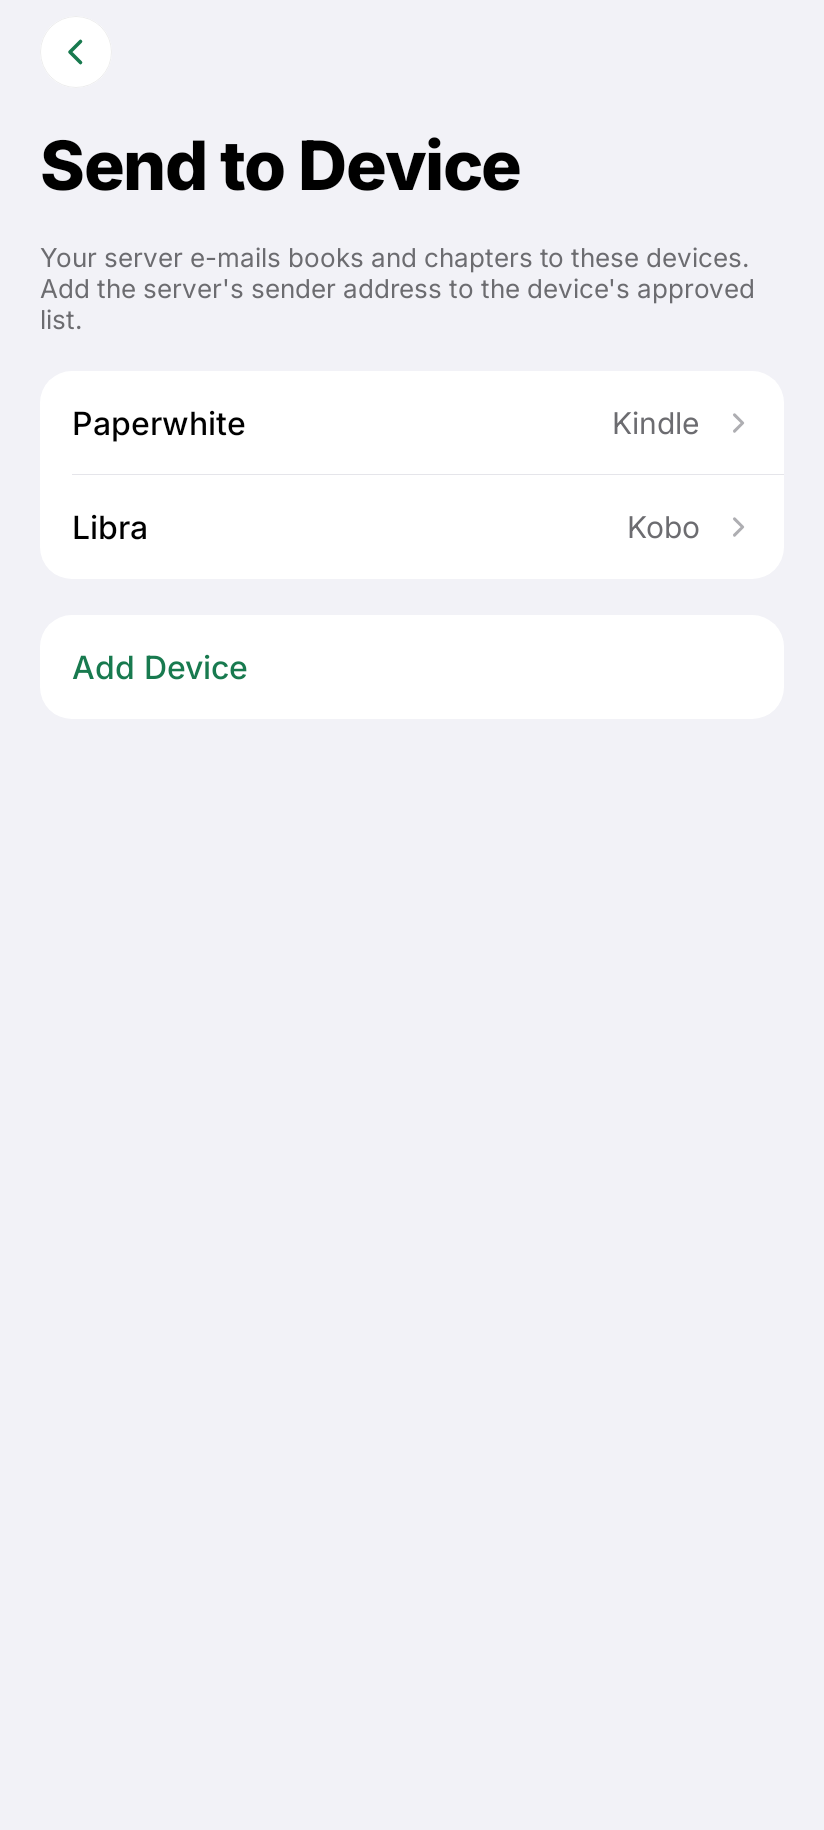 Send to Device
Your server e-mails books and chapters to these devices.
Add the server's sender address to the device's approved
list.
Paperwhite Kindle
Libra Kobo
Add Device